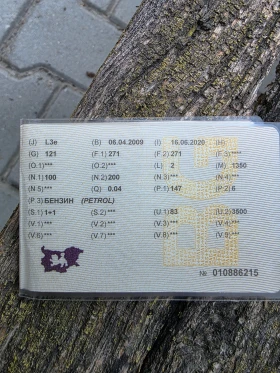 (J) L3e (B) 06.04.2009 (I) 16.06.2020 (H)
(G) 121 (F.1) 271 (F.2) 271 (F.3)****
(O.1)*** (O.2)*** (L) 2 (M) 1350
(N.1)100 (N.2)200 (N.3)*** (N.4)***
(N.5)*** (Q) 0.04 (P.1) 147 (P.2) 6
(P.3) БЕНЗИН (PETROL)
(S.1) 1+1 (S.2)*** (U.1) 83 (U.2) 3500
(V.1)*** (V.2)*** (V.3)*** (V.4)***
(V.6)*** (V.7)*** (V.8)*** (V.9)***
№ 010886215